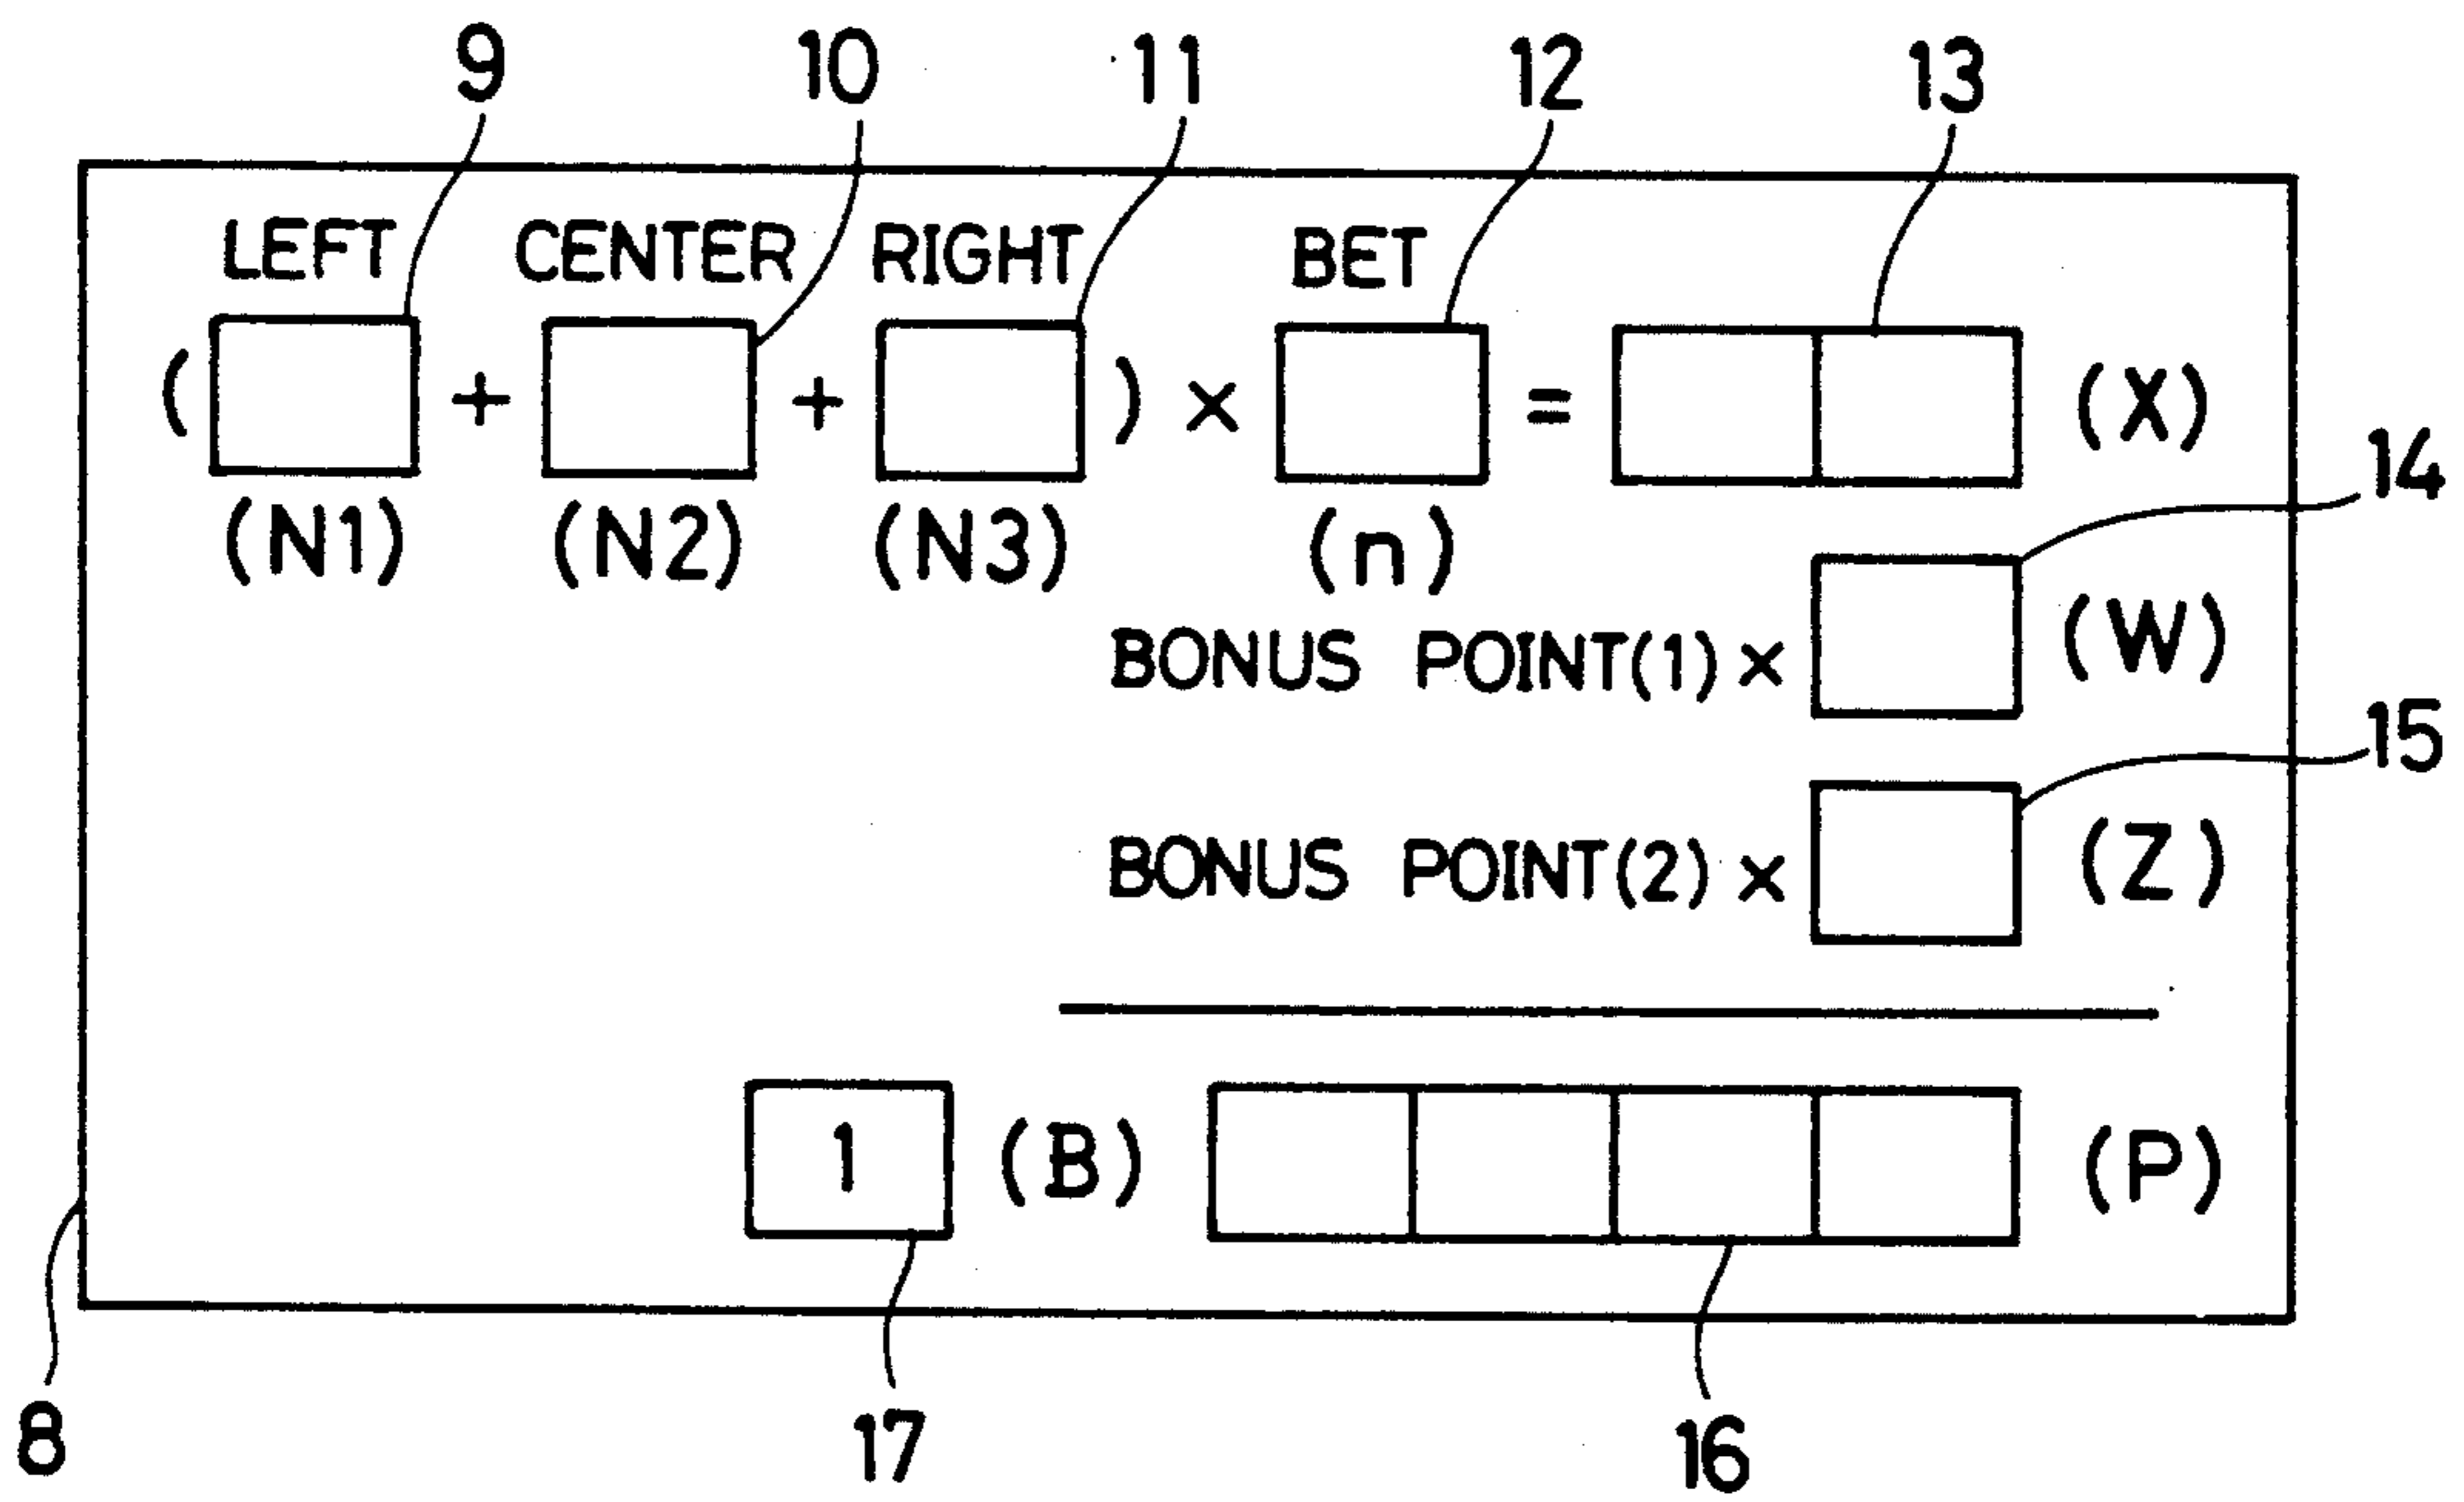 9 10 11 12 13
LEFT CENTER RIGHT BET
( + + ) × = (X)
14
(N1) (N2) (N3) (n)
BONUS POINT(1) × (W)
15
BONUS POINT(2) × (Z)
1 (B) (P)
8 17 16